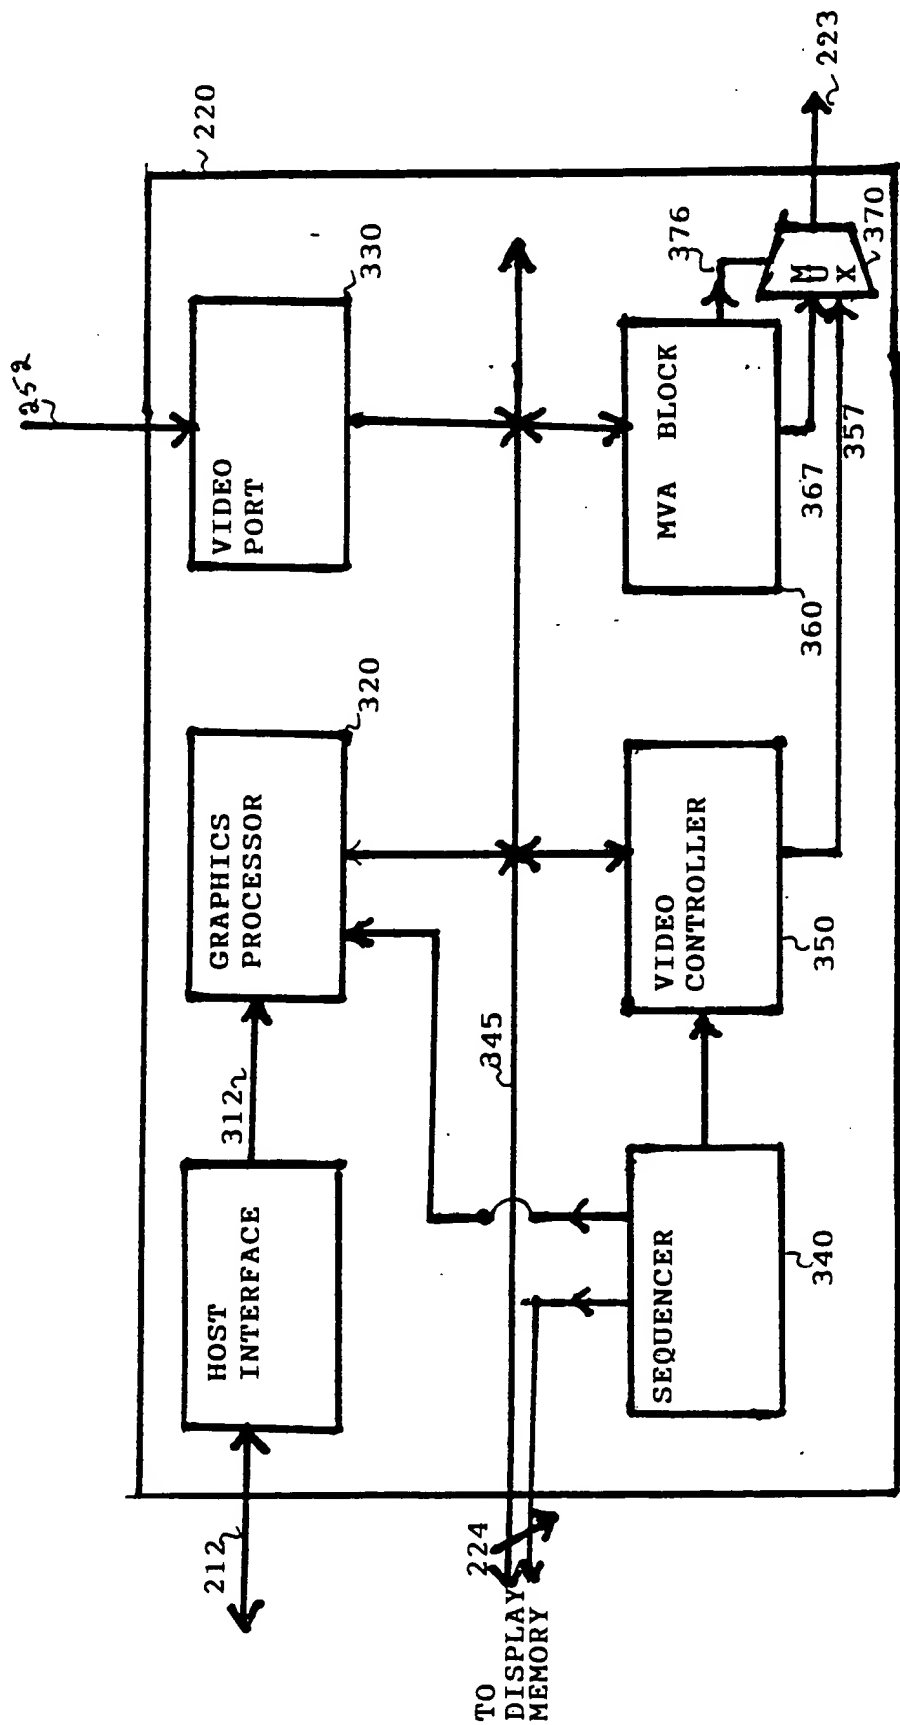 252
220
223
VIDEO
PORT
330
376
MUX
370
MVA BLOCK
367
357
360
GRAPHICS
PROCESSOR
320
VIDEO
CONTROLLER
350
312
345
HOST
INTERFACE
SEQUENCER
340
212
224
TO
DISPLAY
MEMORY